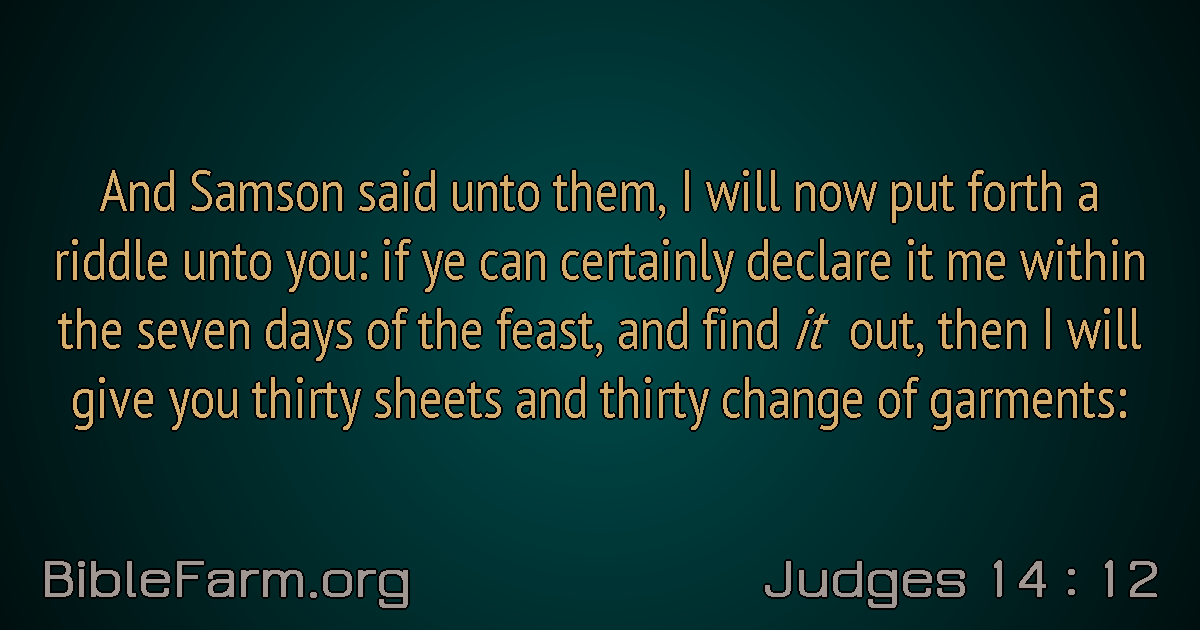 And Samson said unto them, I will now put forth a
riddle unto you: if ye can certainly declare it me within
the seven days of the feast, and find it out, then I will
give you thirty sheets and thirty change of garments:
BibleFarm.org
Judges 14 : 12